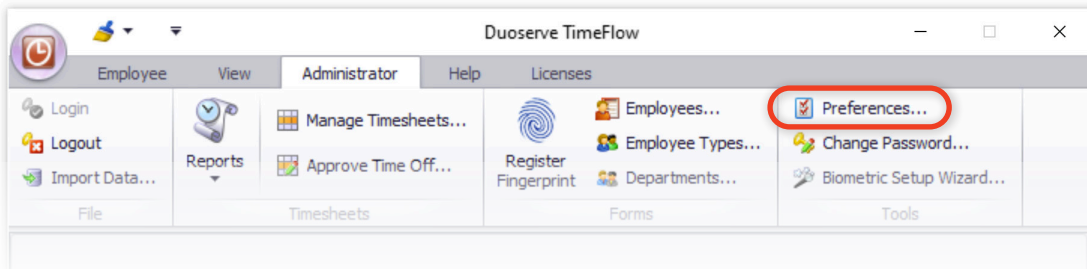 Duoserve TimeFlow
Employee View Administrator Help Licenses
Login
Logout
Import Data...
File
Reports
Manage Timesheets...
Approve Time Off...
Timesheets
Register
Fingerprint
Employees...
Employee Types...
Departments...
Forms
Preferences...
Change Password...
Biometric Setup Wizard...
Tools